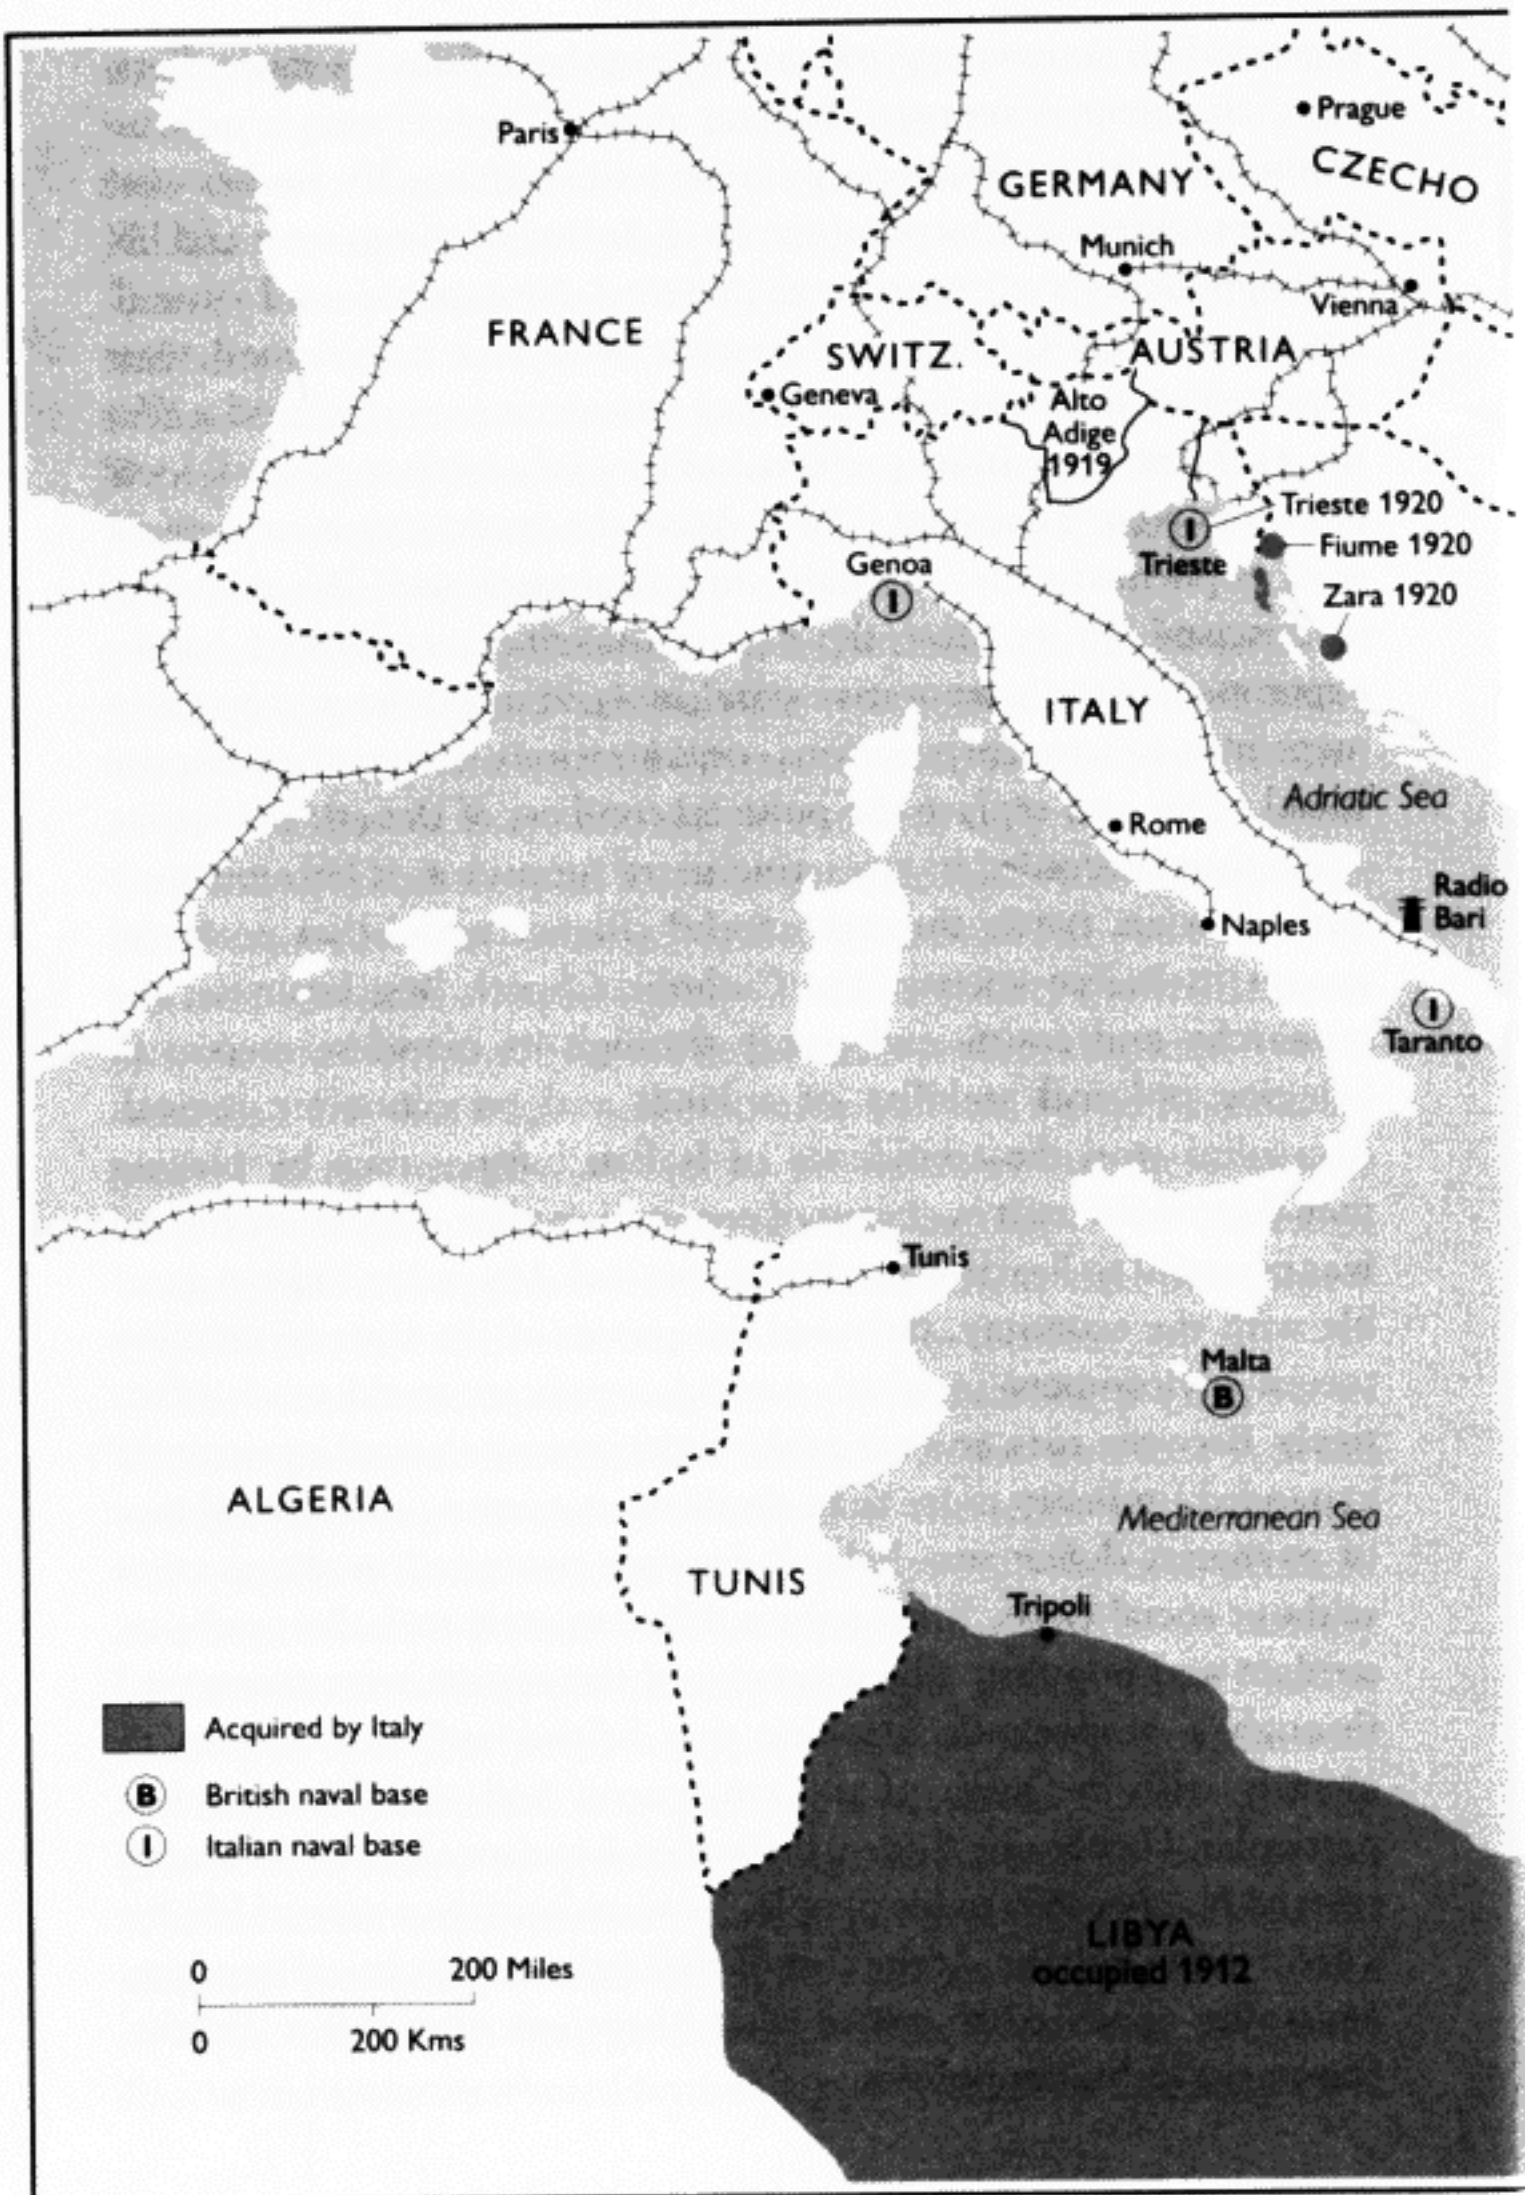 Paris
Prague
CZECHO
GERMANY
Munich
Vienna
FRANCE
SWITZ.
AUSTRIA
Geneva
Alto
Adige
1919
Trieste 1920
Fiume 1920
Trieste
Zara 1920
Genoa
I
I
ITALY
Adriatic Sea
Rome
Radio
Bari
Naples
I
Taranto
Tunis
Malta
B
ALGERIA
Mediterranean Sea
TUNIS
Tripoli
Acquired by Italy
B British naval base
I Italian naval base
LIBYA
occupied 1912
0 200 Miles
0 200 Kms